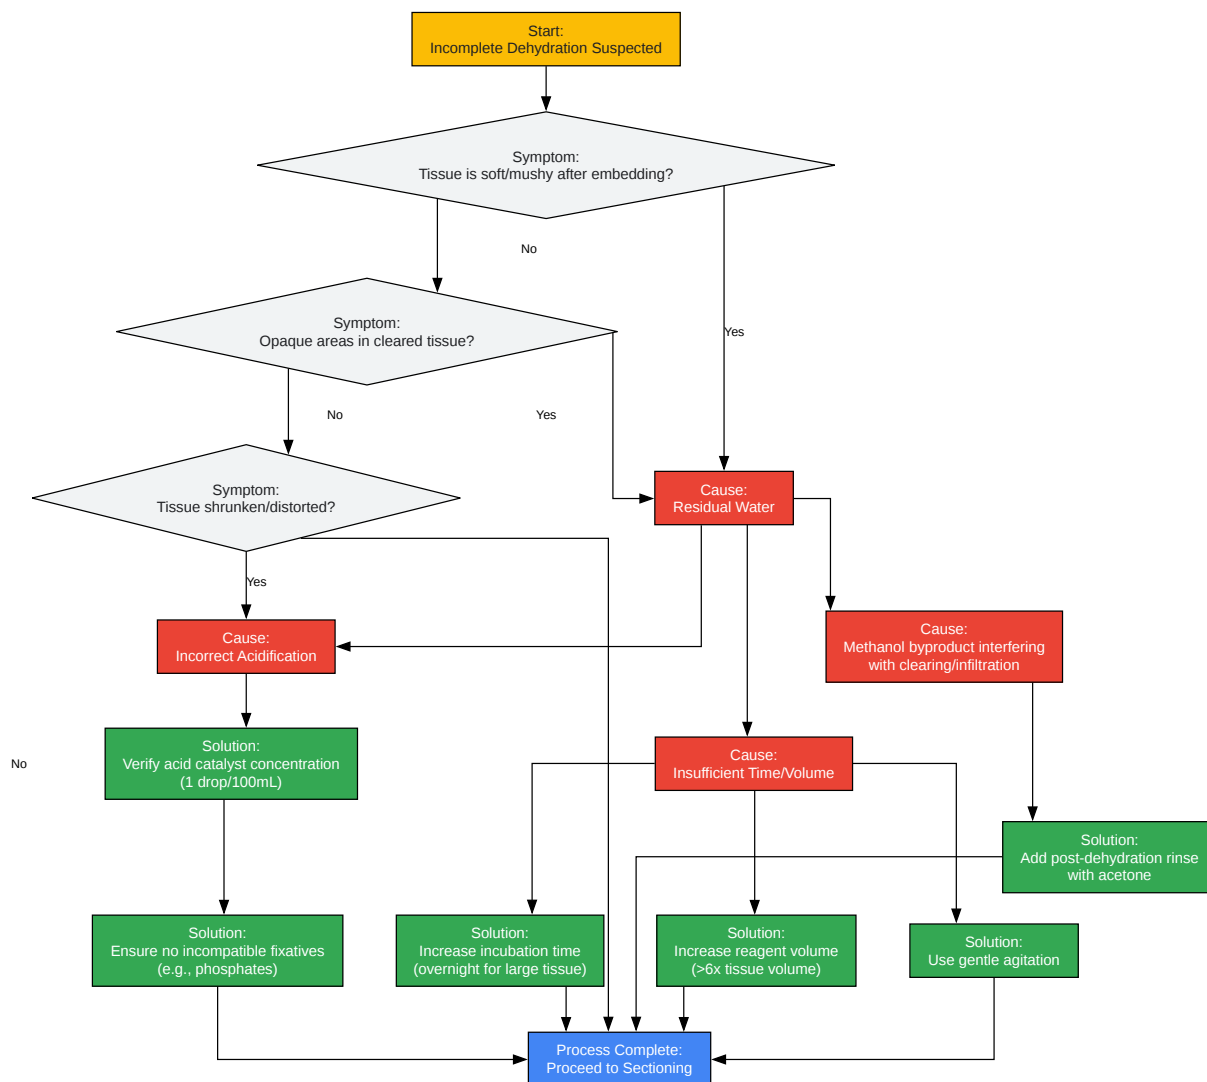 Start:
Incomplete Dehydration Suspected
Symptom:
Tissue is soft/mushy after embedding?
No
Symptom:
Opaque areas in cleared tissue?
Yes
No
Yes
Symptom:
Tissue shrunken/distorted?
Cause:
Residual Water
Yes
Cause:
Incorrect Acidification
Cause:
Methanol byproduct interfering
with clearing/infiltration
Solution:
Verify acid catalyst concentration
(1 drop/100mL)
No
Cause:
Insufficient Time/Volume
Solution:
Add post-dehydration rinse
with acetone
Solution:
Ensure no incompatible fixatives
(e.g., phosphates)
Solution:
Increase incubation time
(overnight for large tissue)
Solution:
Increase reagent volume
(>6x tissue volume)
Solution:
Use gentle agitation
Process Complete:
Proceed to Sectioning